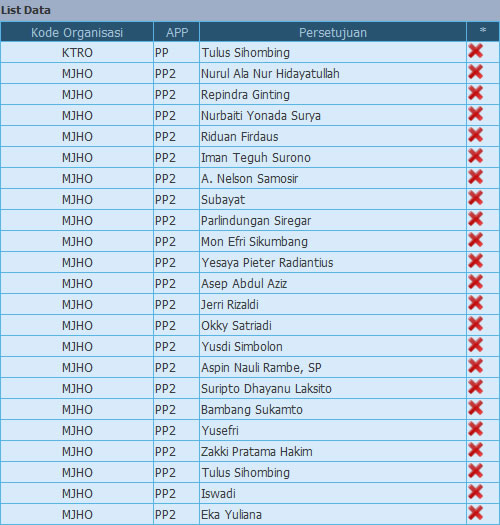 List Data
Kode Organisasi APP Persetujuan *
KTRO PP Tulus Sihombing
MJHO PP2 Nurul Ala Nur Hidayatullah
MJHO PP2 Repindra Ginting
MJHO PP2 Nurbaiti Yonada Surya
MJHO PP2 Riduan Firdaus
MJHO PP2 Iman Teguh Surono
MJHO PP2 A. Nelson Samosir
MJHO PP2 Subayat
MJHO PP2 Parlindungan Siregar
MJHO PP2 Mon Efri Sikumbang
MJHO PP2 Yesaya Pieter Radiantius
MJHO PP2 Asep Abdul Aziz
MJHO PP2 Jerri Rizaldi
MJHO PP2 Okky Satriadi
MJHO PP2 Yusdi Simbolon
MJHO PP2 Aspin Nauli Rambe, SP
MJHO PP2 Suripto Dhayanu Laksito
MJHO PP2 Bambang Sukamto
MJHO PP2 Yusefri
MJHO PP2 Zakki Pratama Hakim
MJHO PP2 Tulus Sihombing
MJHO PP2 Iswadi
MJHO PP2 Eka Yuliana